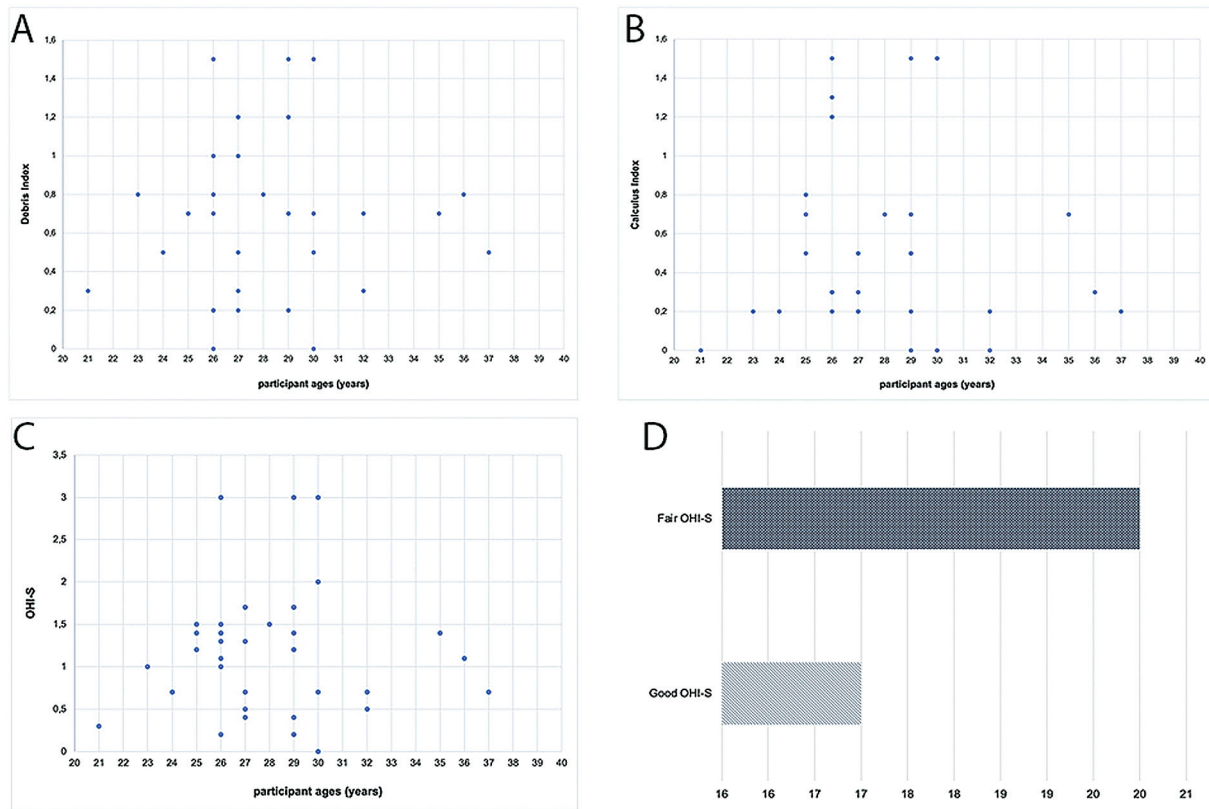 A
1,6
1,4
1,2
1
0,8
0,6
0,4
0,2
0
Debris Index
20 21 22 23 24 25 26 27 28 29 30 31 32 33 34 35 36 37 38 39 40
participant ages (years)
B
1,6
1,4
1,2
1
0,8
0,6
0,4
0,2
0
Calculus Index
20 21 22 23 24 25 26 27 28 29 30 31 32 33 34 35 36 37 38 39 40
participant ages (years)
C
3,5
3
2,5
2
1,5
1
0,5
0
OHI-S
20 21 22 23 24 25 26 27 28 29 30 31 32 33 34 35 36 37 38 39 40
participant ages (years)
D
Fair OHI-S
Good OHI-S
16 16 17 17 18 18 19 19 20 20 21